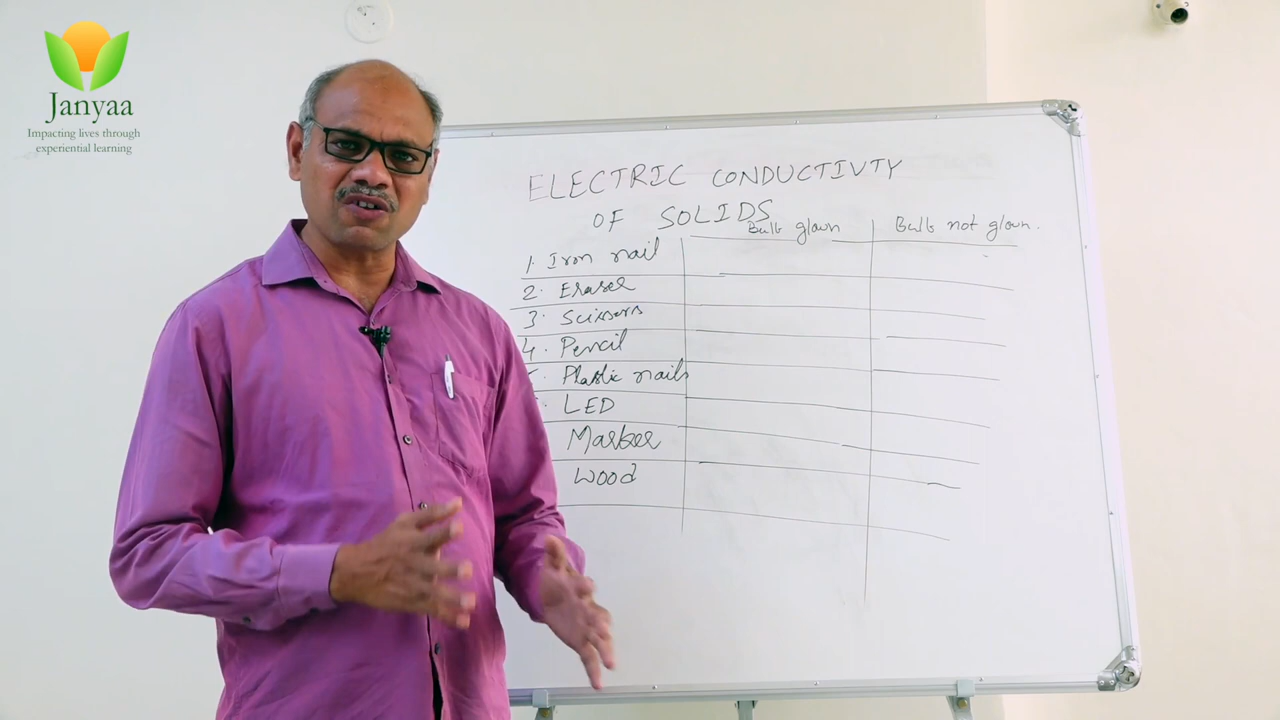 Janyaa
Impacting lives through
experiential learning
ELECTRIC CONDUCTIVTY
OF SOLIDS
Bulb glown
Bulb not glown.
1. Iron nail
2. Eraser
3. Scissors
4. Pencil
Plastic nails
LED
Marker
Wood